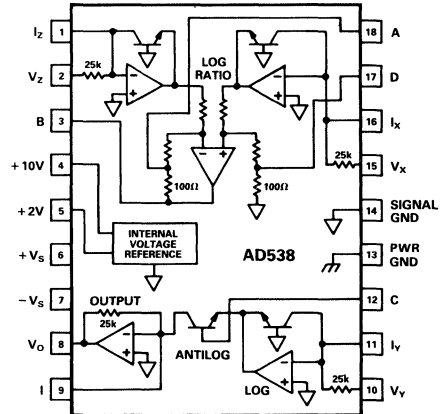 I_Z 1
25k
V_Z 2
B 3
+10V 4
+2V 5
+V_S 6
-V_S 7
V_O 8
I 9
LOG
RATIO
100Ω
100Ω
INTERNAL
VOLTAGE
REFERENCE
AD538
OUTPUT
25k
ANTILOG
LOG
25k
25k
18 A
17 D
16 I_X
15 V_X
14 SIGNAL
GND
13 PWR
GND
12 C
11 I_Y
10 V_Y